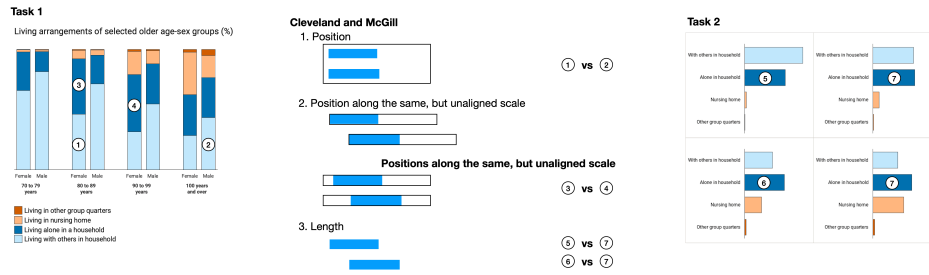 Task 1
Living arrangements of selected older age-sex groups (%)
3
4
1
2
Female Male Female Male Female Male Female Male
70 to 79 years
80 to 89 years
90 to 99 years
100 years and over
Living in other group quarters
Living in nursing home
Living alone in a household
Living with others in household
Cleveland and McGill
1. Position
1 vs 2
2. Position along the same, but unaligned scale
Positions along the same, but unaligned scale
3 vs 4
3. Length
5 vs 7
6 vs 7
Task 2
With others in household
Alone in household
5
Nursing home
Other group quarters
With others in household
Alone in household
7
Nursing home
Other group quarters
With others in household
Alone in household
6
Nursing home
Other group quarters
With others in household
Alone in household
7
Nursing home
Other group quarters